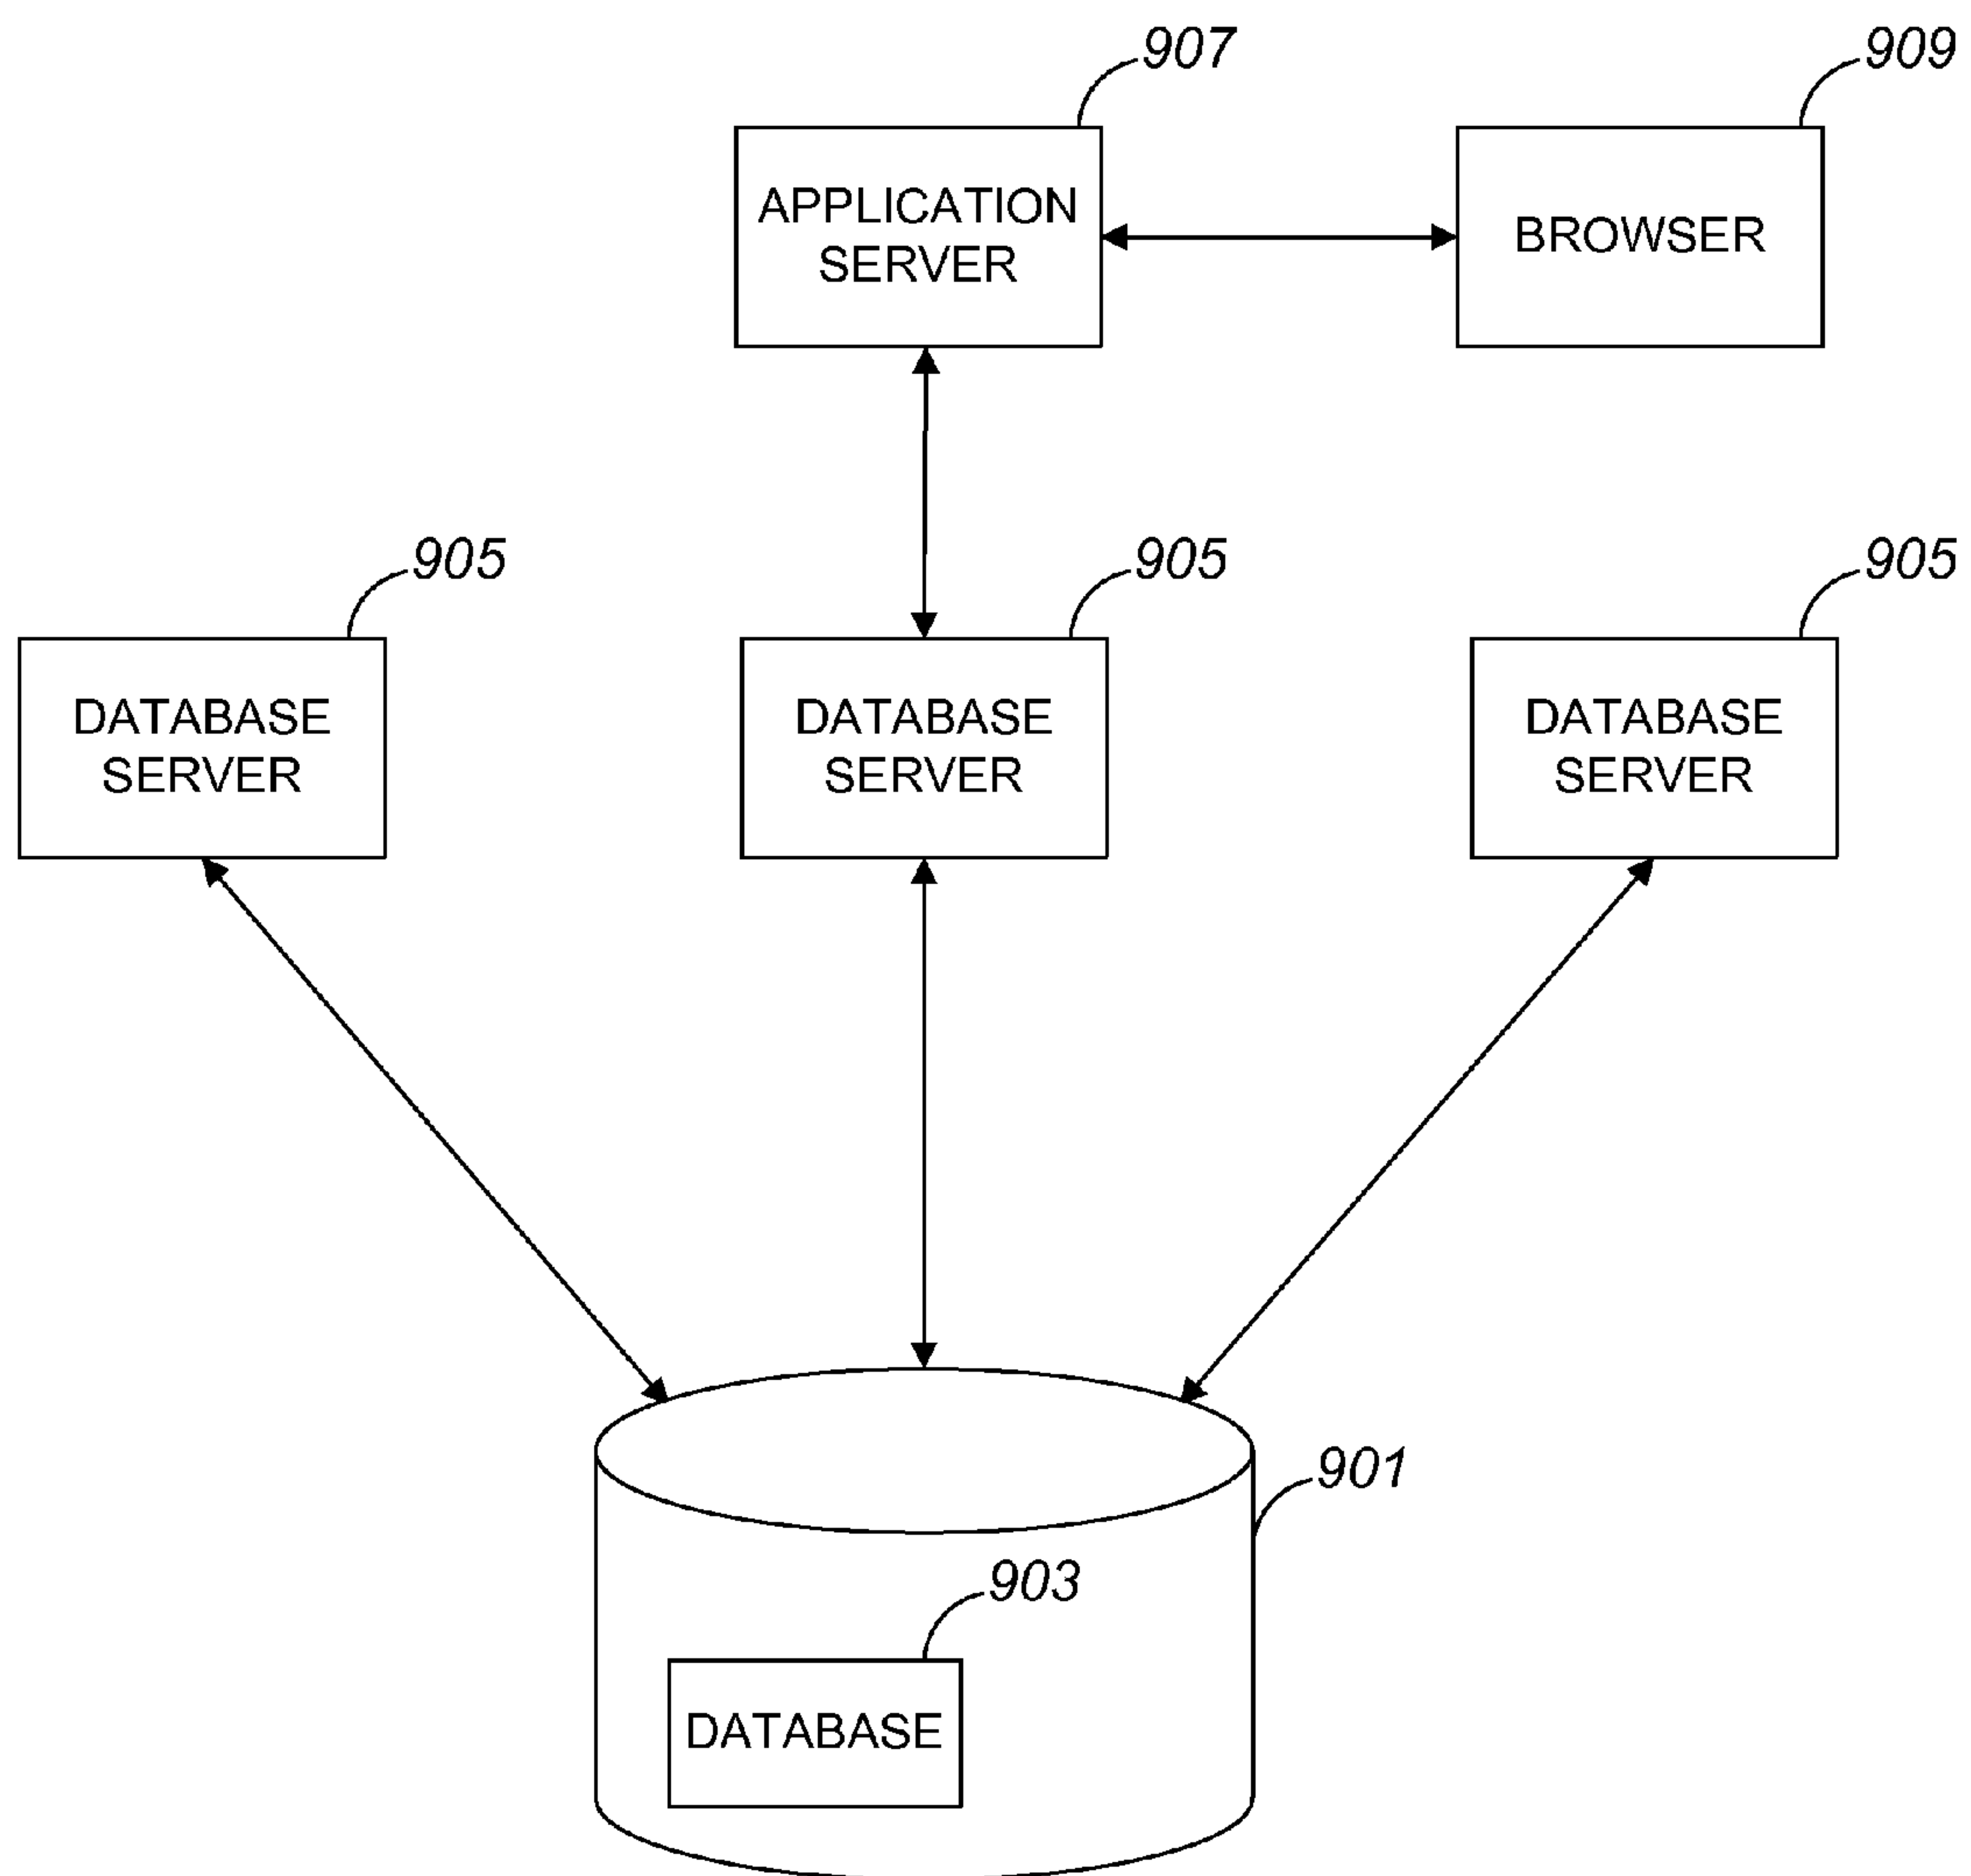 907
909
APPLICATION
SERVER
BROWSER
905
905
905
DATABASE
SERVER
DATABASE
SERVER
DATABASE
SERVER
901
903
DATABASE